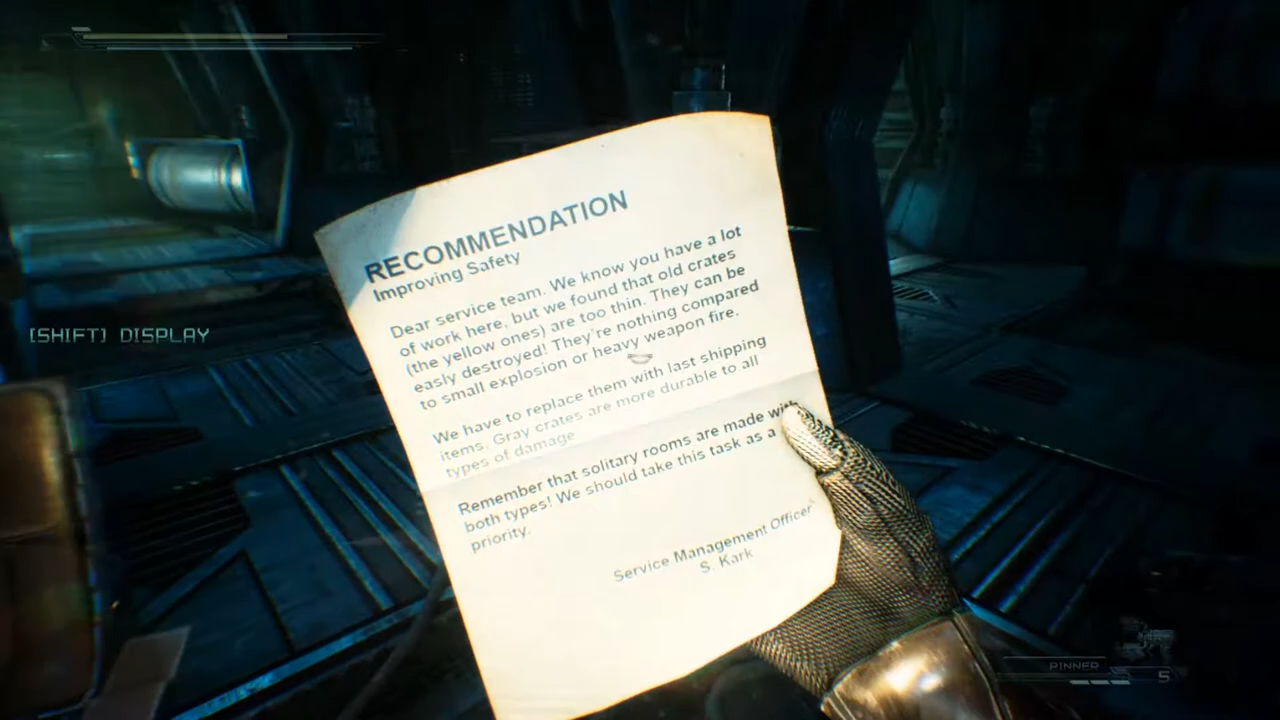 [SHIFT] DISPLAY
RECOMMENDATION
Improving Safety
Dear service team. We know you have a lot
of work here, but we found that old crates
(the yellow ones) are too thin. They can be
easly destroyed! They're nothing compared
to small explosion or heavy weapon fire.
We have to replace them with last shipping
items. Gray crates are more durable to all
types of damage
Remember that solitary rooms are made with
both types! We should take this task as a
priority.
Service Management Officer
S. Kark
PINNER
5